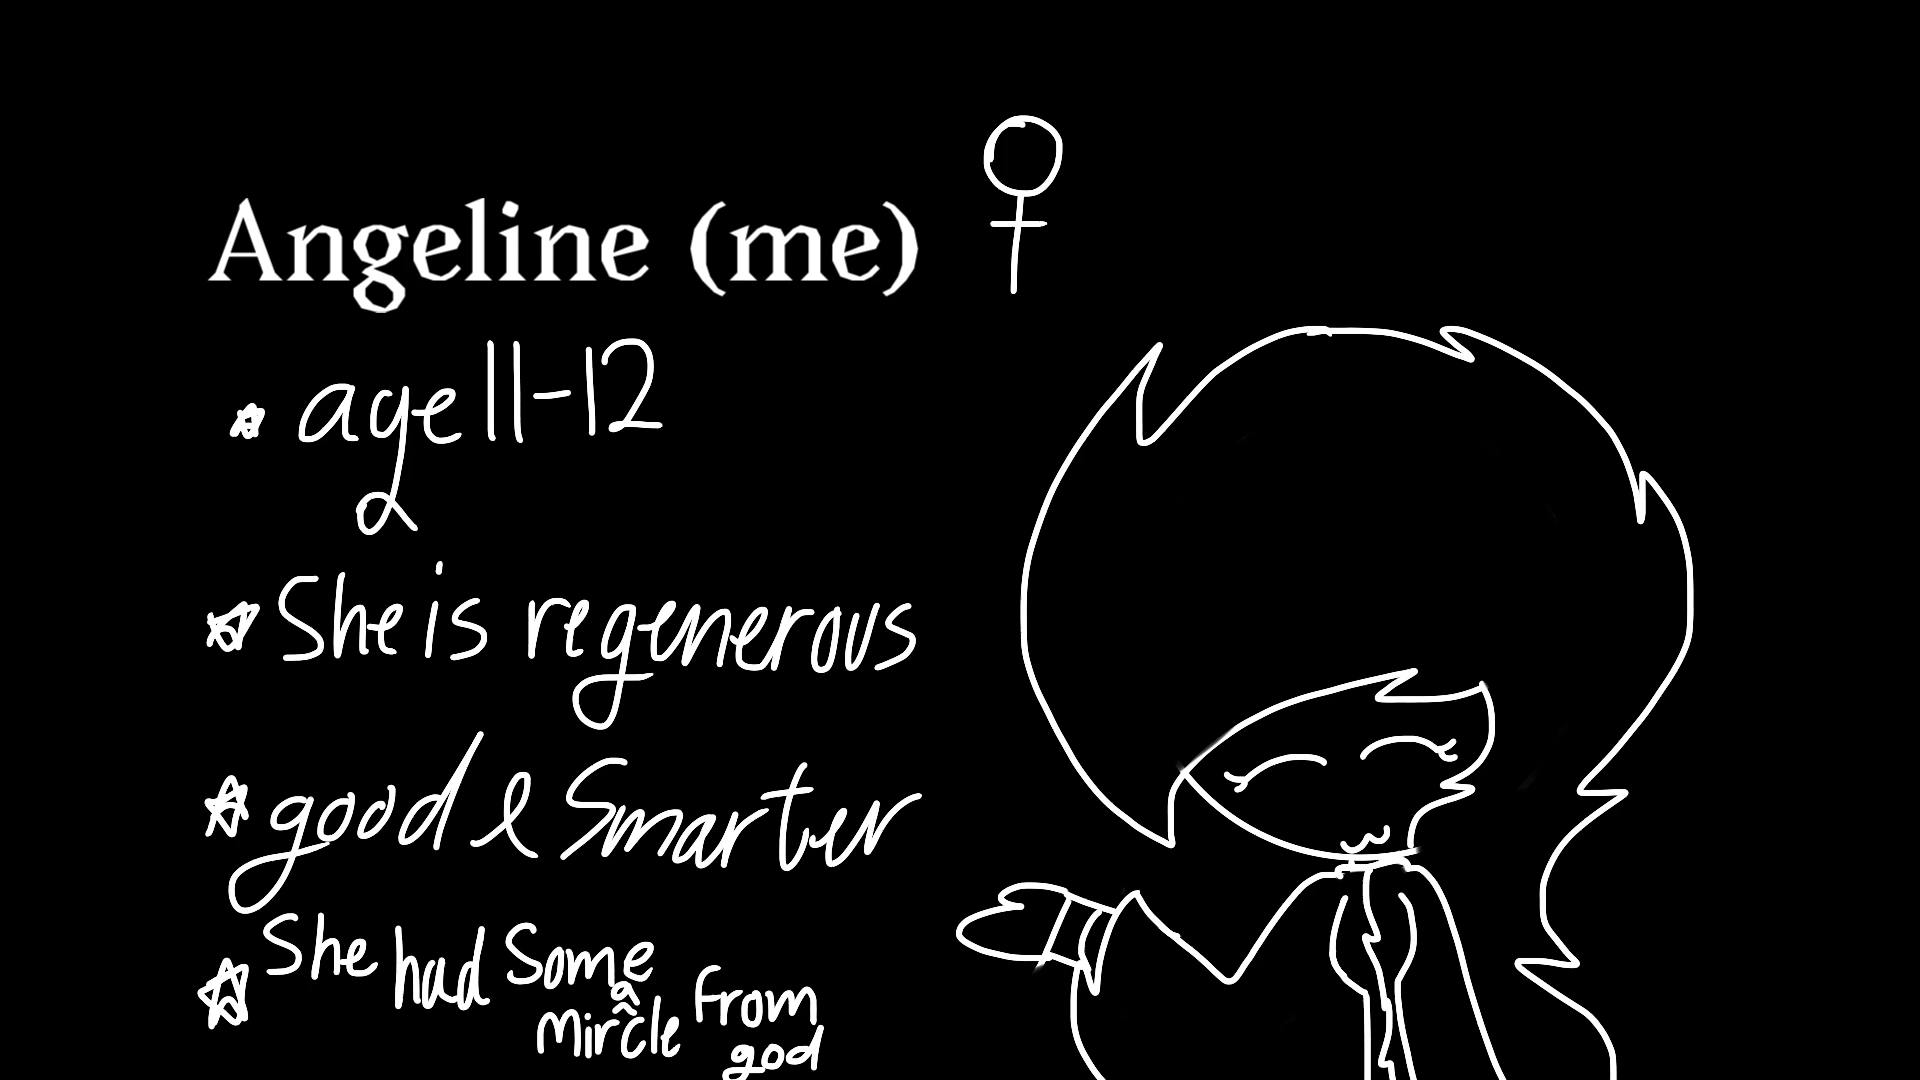 Angeline (me)
age 11-12
She is regenerous
good & Smarter
She had Some
miracle From
god